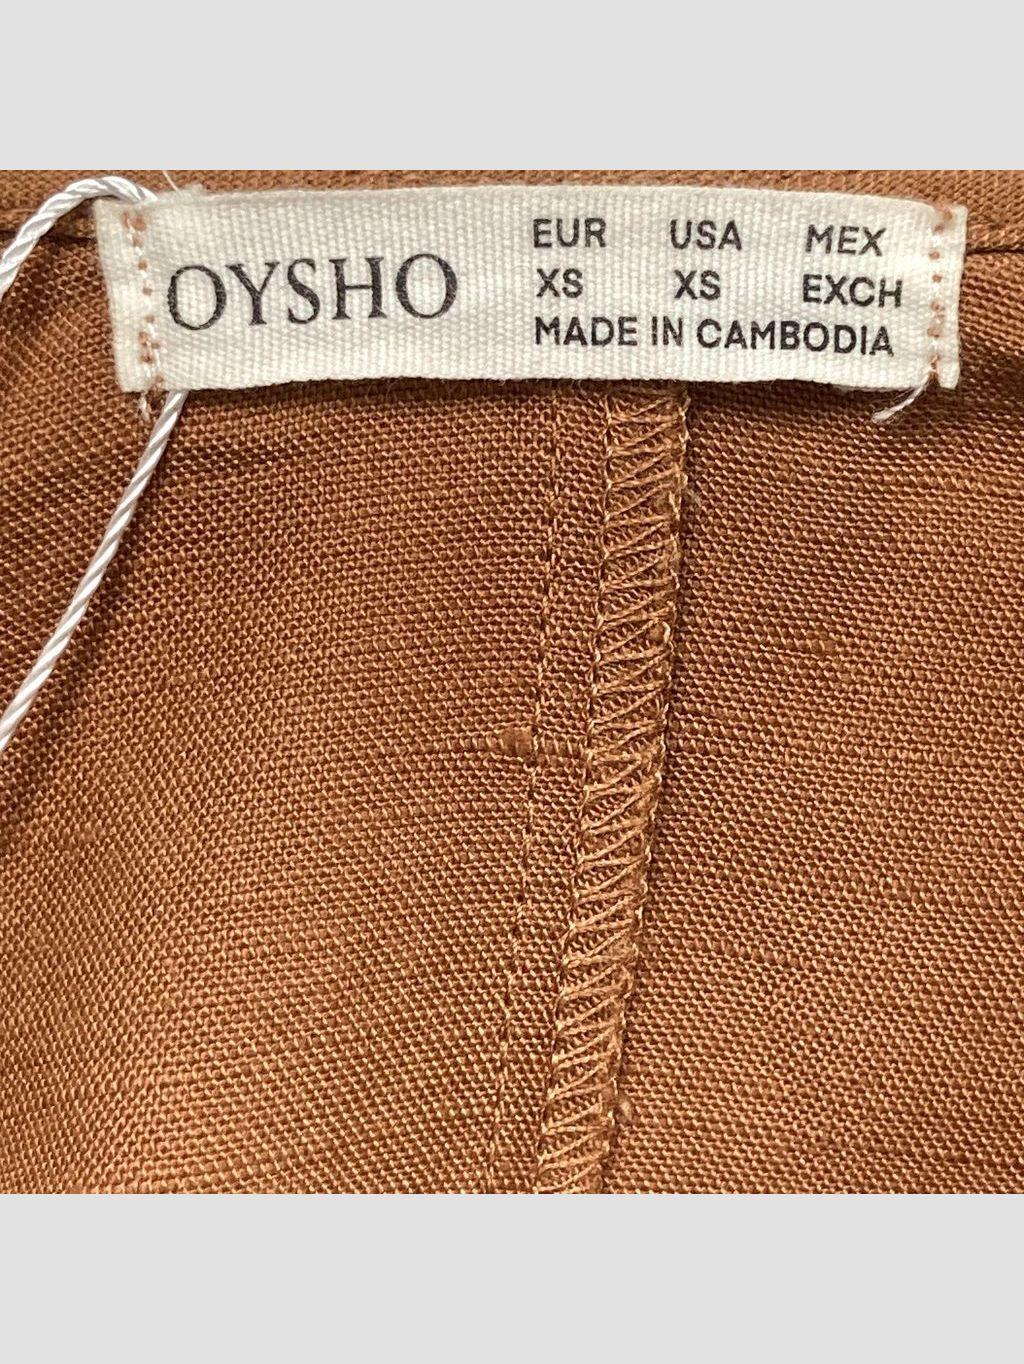 OYSHO
EUR USA MEX
XS XS EXCH
MADE IN CAMBODIA